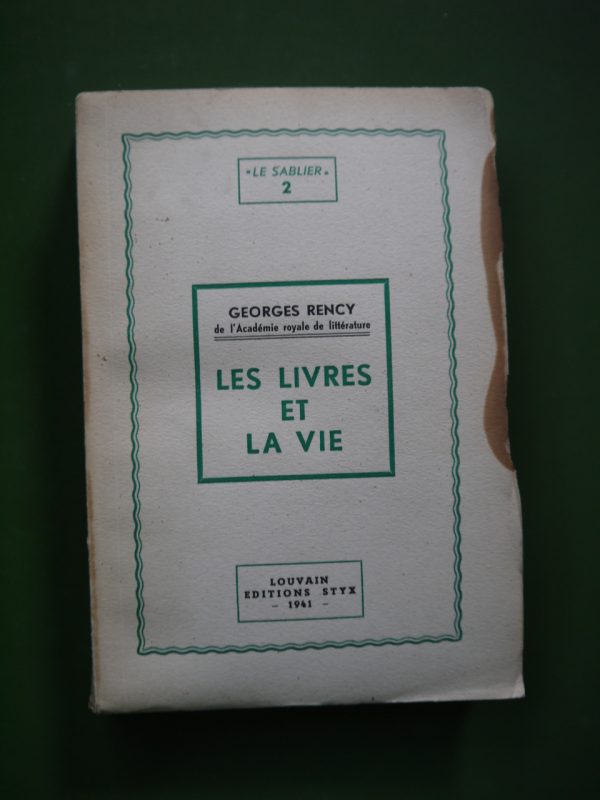 "LE SABLIER"
2
GEORGES RENCY
de l'Académie royale de littérature
LES LIVRES
ET
LA VIE
LOUVAIN
EDITIONS STYX
– 1941 –